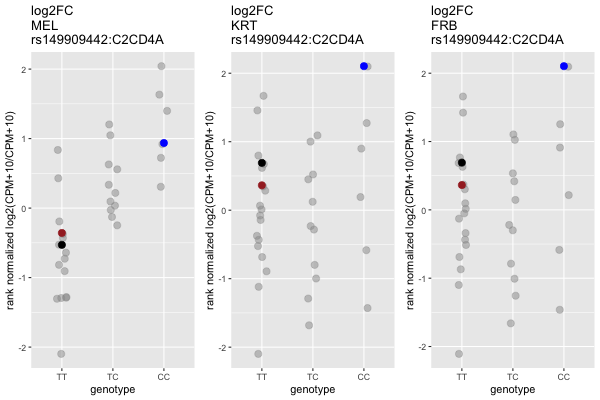 log2FC
MEL
rs149909442:C2CD4A
rank normalized log2(CPM+10/CPM+10)
2
1
0
-1
-2
TT TC CC
genotype
log2FC
KRT
rs149909442:C2CD4A
rank normalized log2(CPM+10/CPM+10)
2
1
0
-1
-2
TT TC CC
genotype
log2FC
FRB
rs149909442:C2CD4A
rank normalized log2(CPM+10/CPM+10)
2
1
0
-1
-2
TT TC CC
genotype